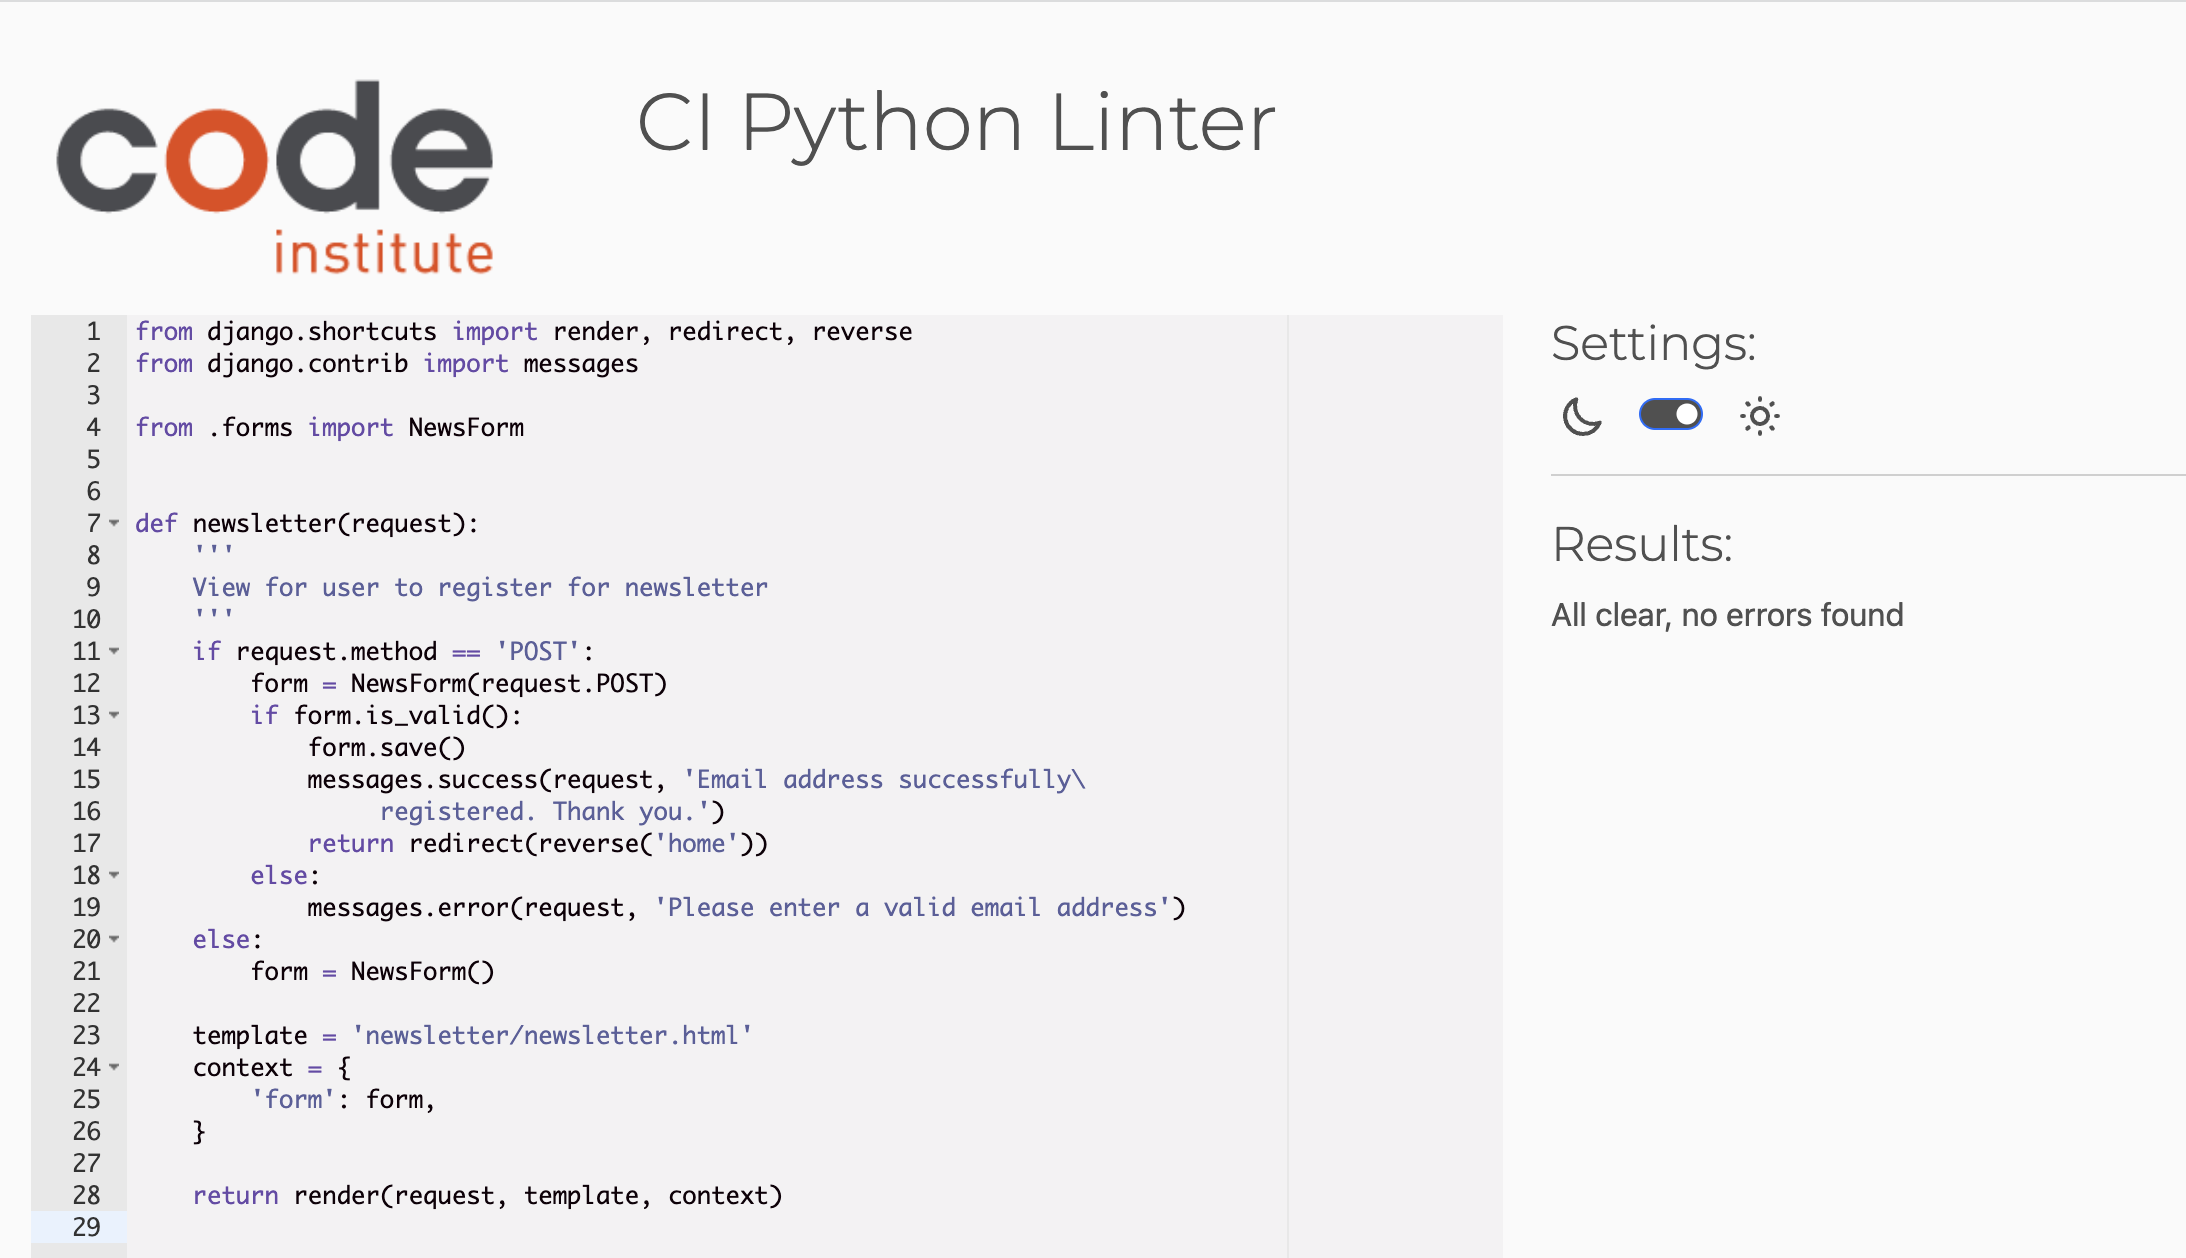 code
institute
CI Python Linter
1 from django.shortcuts import render, redirect, reverse
2 from django.contrib import messages
3
4 from .forms import NewsForm
5
6
7 def newsletter(request):
8     '''
9     View for user to register for newsletter
10     '''
11     if request.method == 'POST':
12         form = NewsForm(request.POST)
13         if form.is_valid():
14             form.save()
15             messages.success(request, 'Email address successfully\
16                  registered. Thank you.')
17             return redirect(reverse('home'))
18         else:
19             messages.error(request, 'Please enter a valid email address')
20     else:
21         form = NewsForm()
22
23     template = 'newsletter/newsletter.html'
24     context = {
25         'form': form,
26     }
27
28     return render(request, template, context)
29
Settings:
Results:
All clear, no errors found